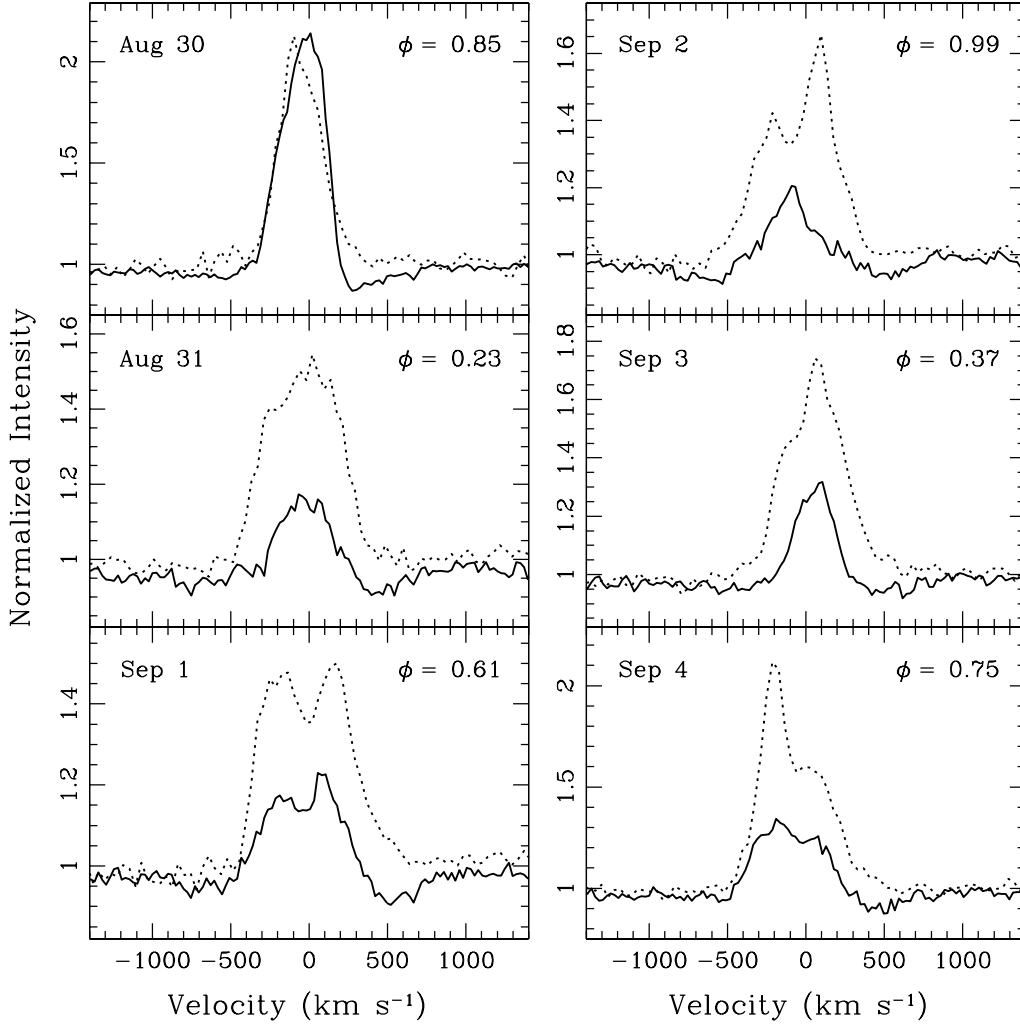 Normalized Intensity
Aug 30 ϕ = 0.85
2
1.5
1
Sep 2 ϕ = 0.99
1.6
1.4
1.2
1
Aug 31 ϕ = 0.23
1.6
1.4
1.2
1
Sep 3 ϕ = 0.37
1.8
1.6
1.4
1.2
1
Sep 1 ϕ = 0.61
1.4
1.2
1
Sep 4 ϕ = 0.75
2
1.5
1
−1000 −500 0 500 1000
−1000 −500 0 500 1000
Velocity (km s⁻¹)
Velocity (km s⁻¹)